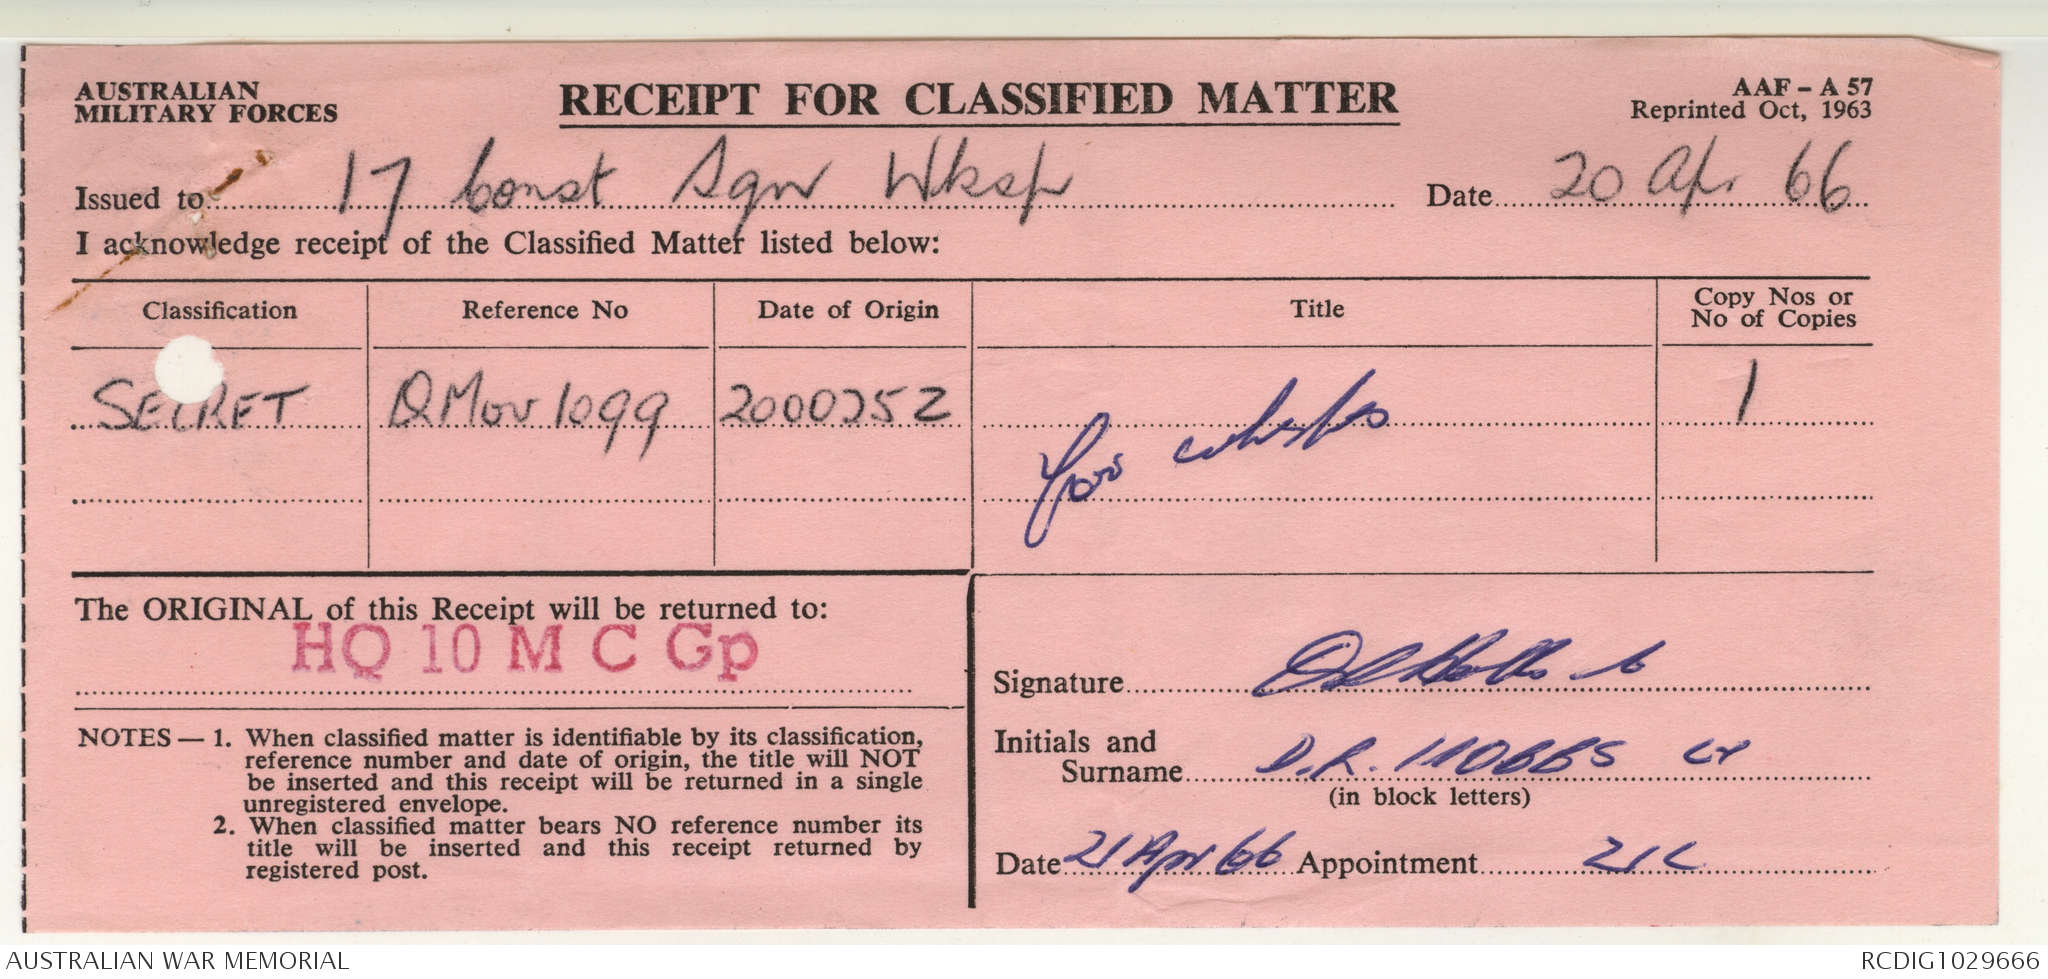 AUSTRALIAN
MILITARY FORCES
RECEIPT FOR CLASSIFIED MATTER
AAF - A 57
Reprinted Oct, 1963
Issued to 17 Const Sqn Wksp Date 20 Apr 66
I acknowledge receipt of the Classified Matter listed below:
Classification Reference No Date of Origin Title Copy Nos or
No of Copies
SECRET Q Mov 1099 200035Z 1
for
The ORIGINAL of this Receipt will be returned to:
HQ 10 M C Gp
Signature
Initials and
Surname D.R. HOBBS
(in block letters)
Date 21 Apr 66 Appointment 2IC
NOTES — 1. When classified matter is identifiable by its classification,
reference number and date of origin, the title will NOT
be inserted and this receipt will be returned in a single
unregistered envelope.
2. When classified matter bears NO reference number its
title will be inserted and this receipt returned by
registered post.
AUSTRALIAN WAR MEMORIAL
RCDIG1029666